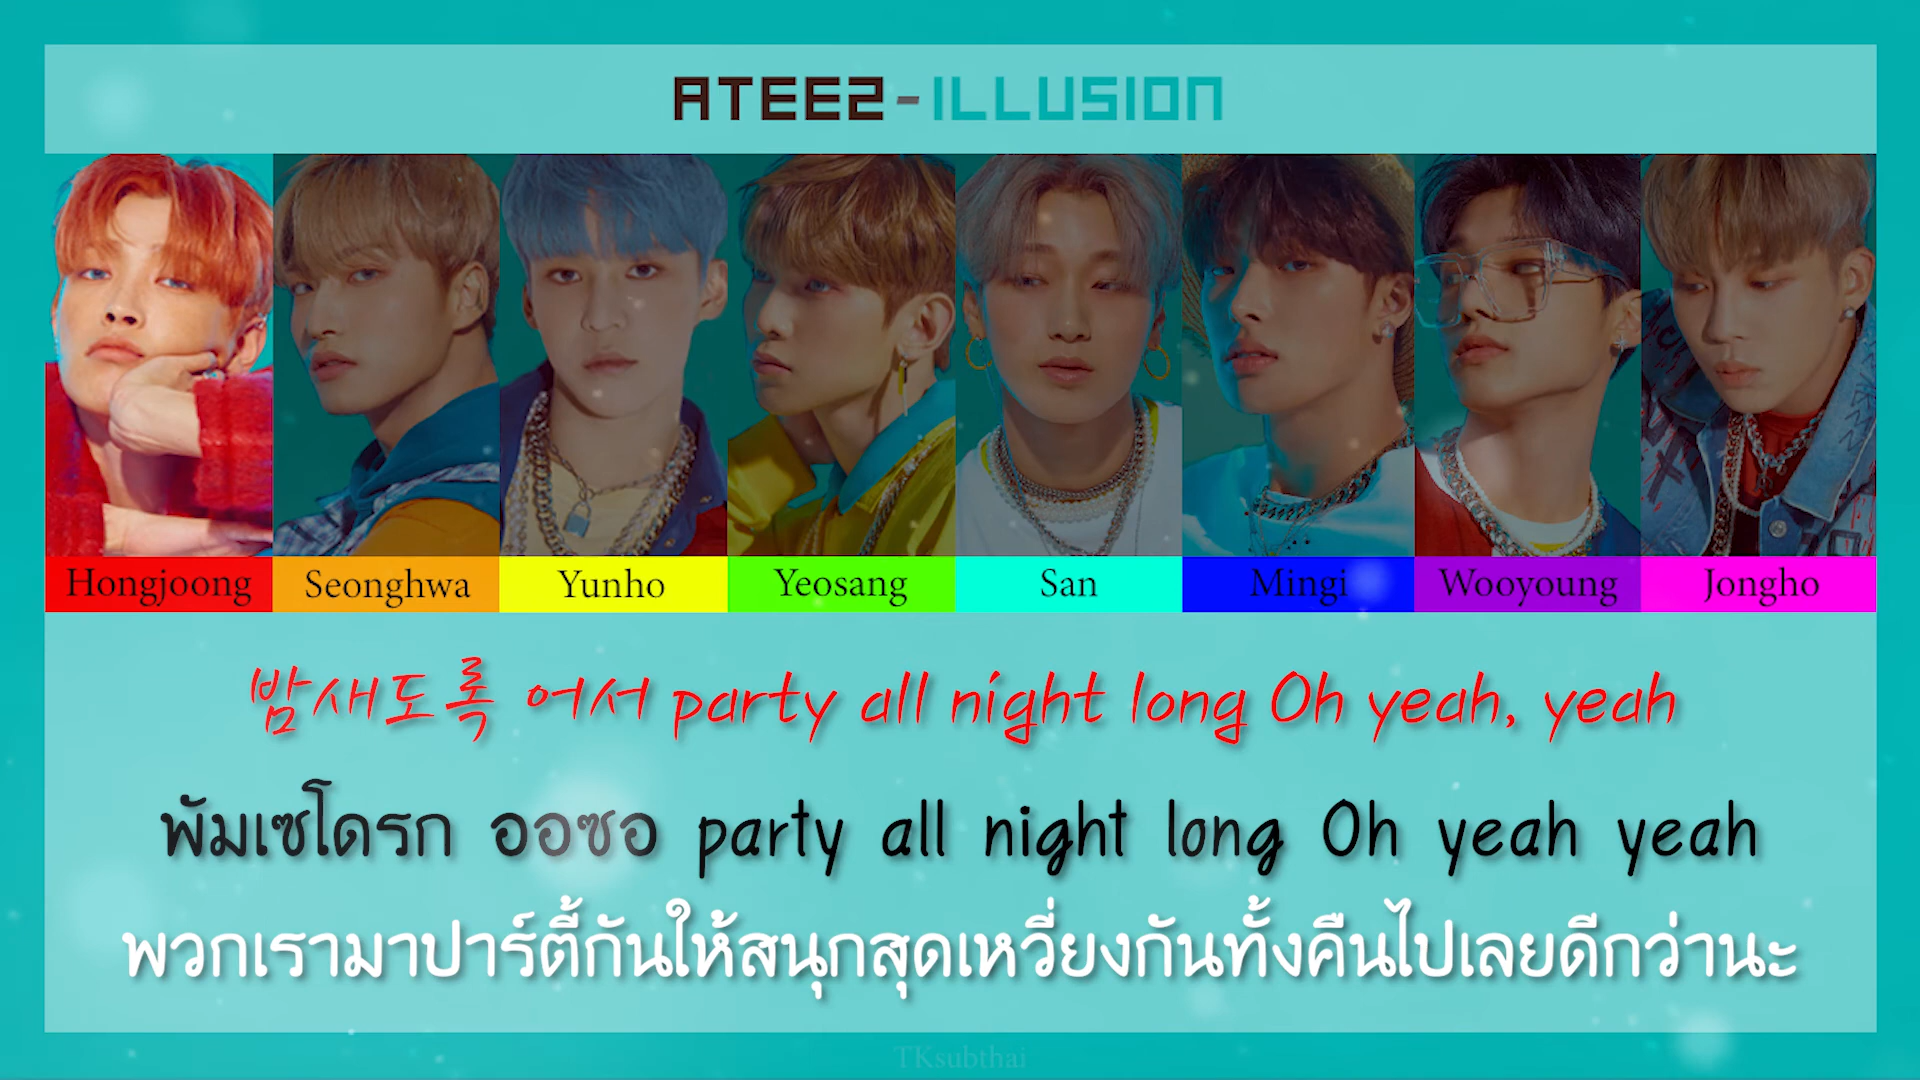 ATEEZ-ILLUSION
Hongjoong Seonghwa Yunho Yeosang San Mingi Wooyoung Jongho
밤새도록 어서 party all night long Oh yeah, yeah
พัมเซโดรก ออซอ party all night long Oh yeah yeah
พวกเรามาปาร์ตี้กันให้สนุกสุดเหวี่ยงกันทั้งคืนไปเลยดีกว่านะ
TKsubthai